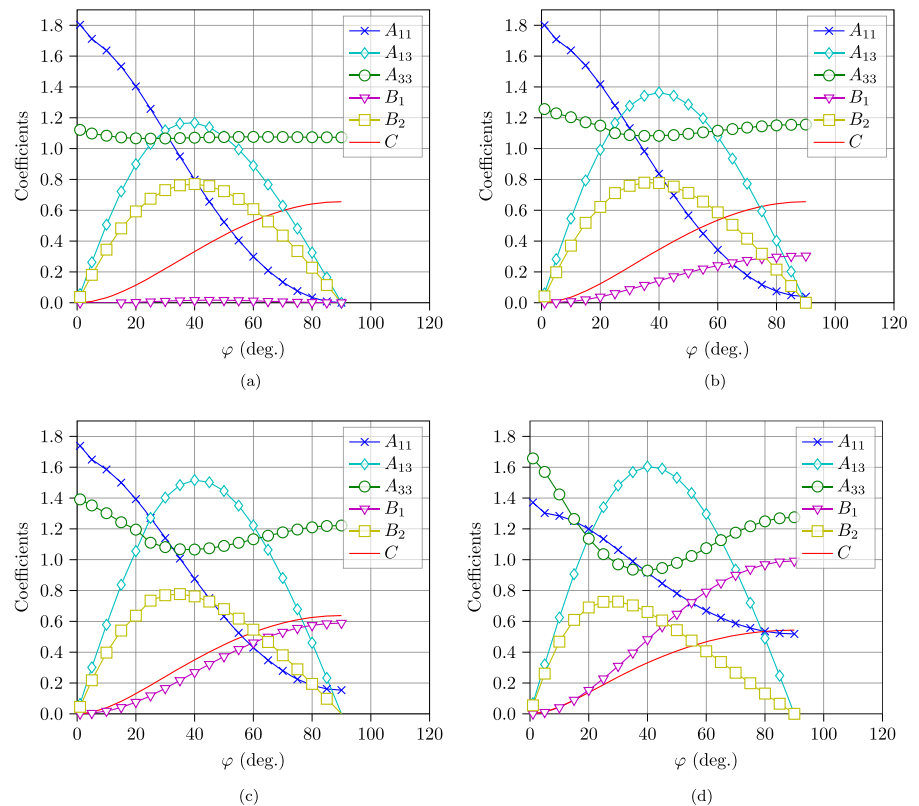 1.8
1.6
1.4
1.2
1.0
0.8
0.6
0.4
0.2
0.0
Coefficients
0 20 40 60 80 100 120
φ (deg.)
A₁₁
A₁₃
A₃₃
B₁
B₂
C
(a)
1.8
1.6
1.4
1.2
1.0
0.8
0.6
0.4
0.2
0.0
Coefficients
0 20 40 60 80 100 120
φ (deg.)
A₁₁
A₁₃
A₃₃
B₁
B₂
C
(b)
1.8
1.6
1.4
1.2
1.0
0.8
0.6
0.4
0.2
0.0
Coefficients
0 20 40 60 80 100 120
φ (deg.)
A₁₁
A₁₃
A₃₃
B₁
B₂
C
(c)
1.8
1.6
1.4
1.2
1.0
0.8
0.6
0.4
0.2
0.0
Coefficients
0 20 40 60 80 100 120
φ (deg.)
A₁₁
A₁₃
A₃₃
B₁
B₂
C
(d)